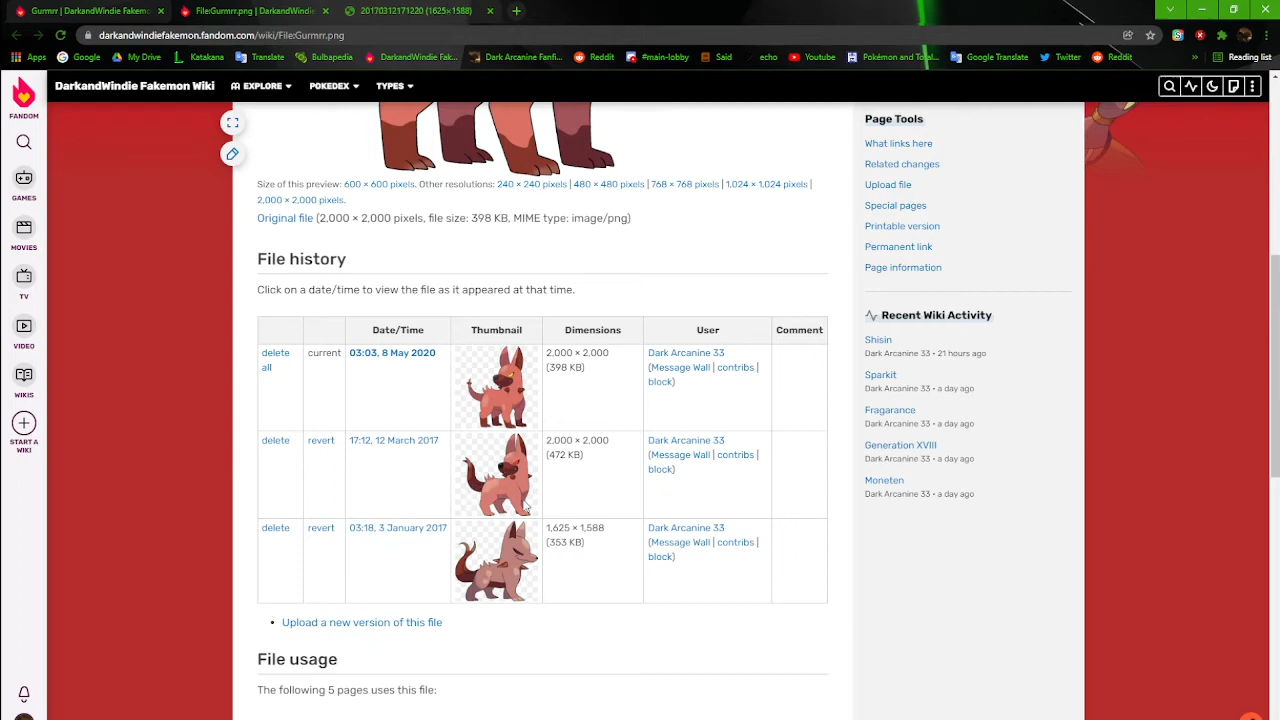 Gurmrr | DarkandWindie Fakemo
FileGurmrr.png | DarkandWindie F
20170312171220 (1625×1588)
darkandwindiefakemon.fandom.com/wiki/FileGurmrr.png
Apps Google My Drive Katakana Translate Bulbapedia DarkandWindie Fak... Dark Arcanine Fanfi... Reddit #main-lobby Said echo YouTube Pokémon and Total... Google Translate Twitter Reddit » Reading list
FANDOM
GAMES
MOVIES
TV
VIDEO
WIKIS
START A
WIKI
DarkandWindie Fakemon Wiki EXPLORE POKEDEX TYPES
Size of this preview: 600 × 600 pixels. Other resolutions: 240 × 240 pixels | 480 × 480 pixels | 768 × 768 pixels | 1,024 × 1,024 pixels |
2,000 × 2,000 pixels.
Original file (2,000 × 2,000 pixels, file size: 398 KB, MIME type: image/png)
File history
Click on a date/time to view the file as it appeared at that time.
Date/Time Thumbnail Dimensions User Comment
delete current 03:03, 8 May 2020 2,000 × 2,000 Dark Arcanine 33
all (398 KB) (Message Wall | contribs |
block)
delete revert 17:12, 12 March 2017 2,000 × 2,000 Dark Arcanine 33
(472 KB) (Message Wall | contribs |
block)
delete revert 03:18, 3 January 2017 1,625 × 1,588 Dark Arcanine 33
(353 KB) (Message Wall | contribs |
block)
• Upload a new version of this file
File usage
The following 5 pages uses this file:
Page Tools
What links here
Related changes
Upload file
Special pages
Printable version
Permanent link
Page information
Recent Wiki Activity
Shisin
Dark Arcanine 33 • 21 hours ago
Sparkit
Dark Arcanine 33 • a day ago
Fragarance
Dark Arcanine 33 • a day ago
Generation XVIII
Dark Arcanine 33 • a day ago
Moneten
Dark Arcanine 33 • a day ago